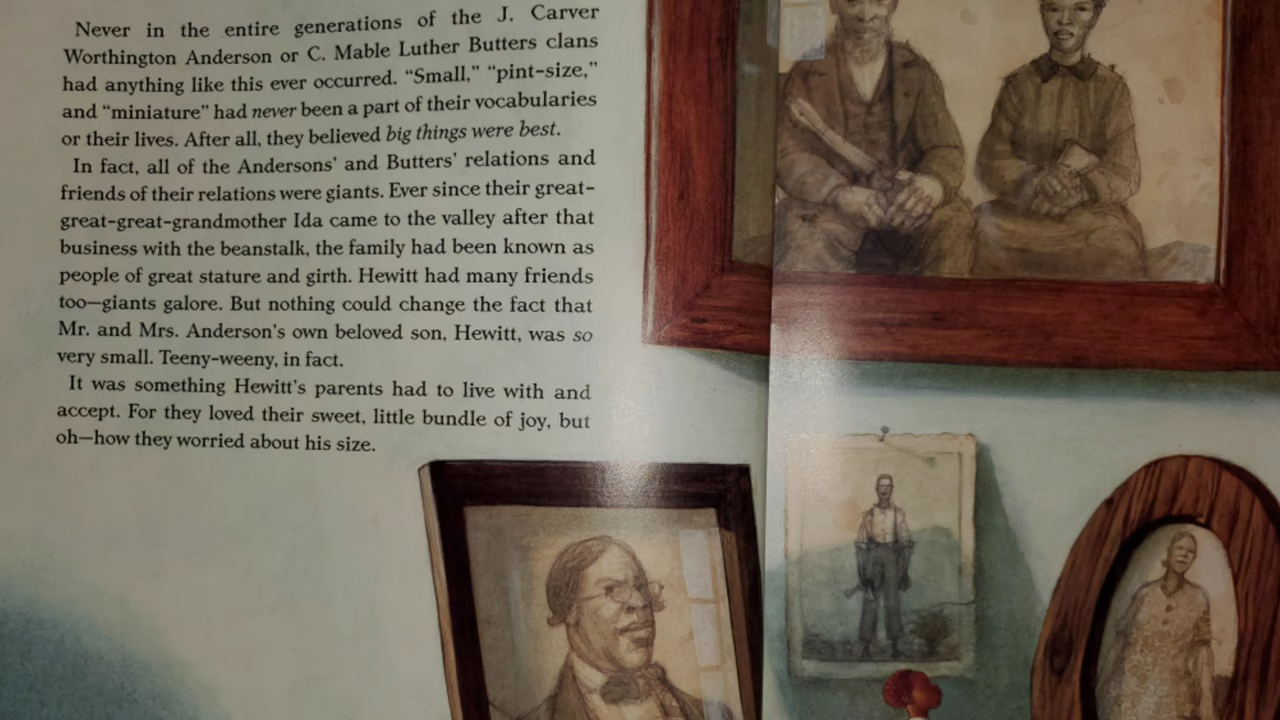 Never in the entire generations of the J. Carver
Worthington Anderson or C. Mable Luther Butters clans
had anything like this ever occurred. “Small,” “pint-size,”
and “miniature” had never been a part of their vocabularies
or their lives. After all, they believed big things were best.
In fact, all of the Andersons’ and Butters’ relations and
friends of their relations were giants. Ever since their great-
great-great-grandmother Ida came to the valley after that
business with the beanstalk, the family had been known as
people of great stature and girth. Hewitt had many friends
too—giants galore. But nothing could change the fact that
Mr. and Mrs. Anderson’s own beloved son, Hewitt, was so
very small. Teeny-weeny, in fact.
It was something Hewitt’s parents had to live with and
accept. For they loved their sweet, little bundle of joy, but
oh—how they worried about his size.